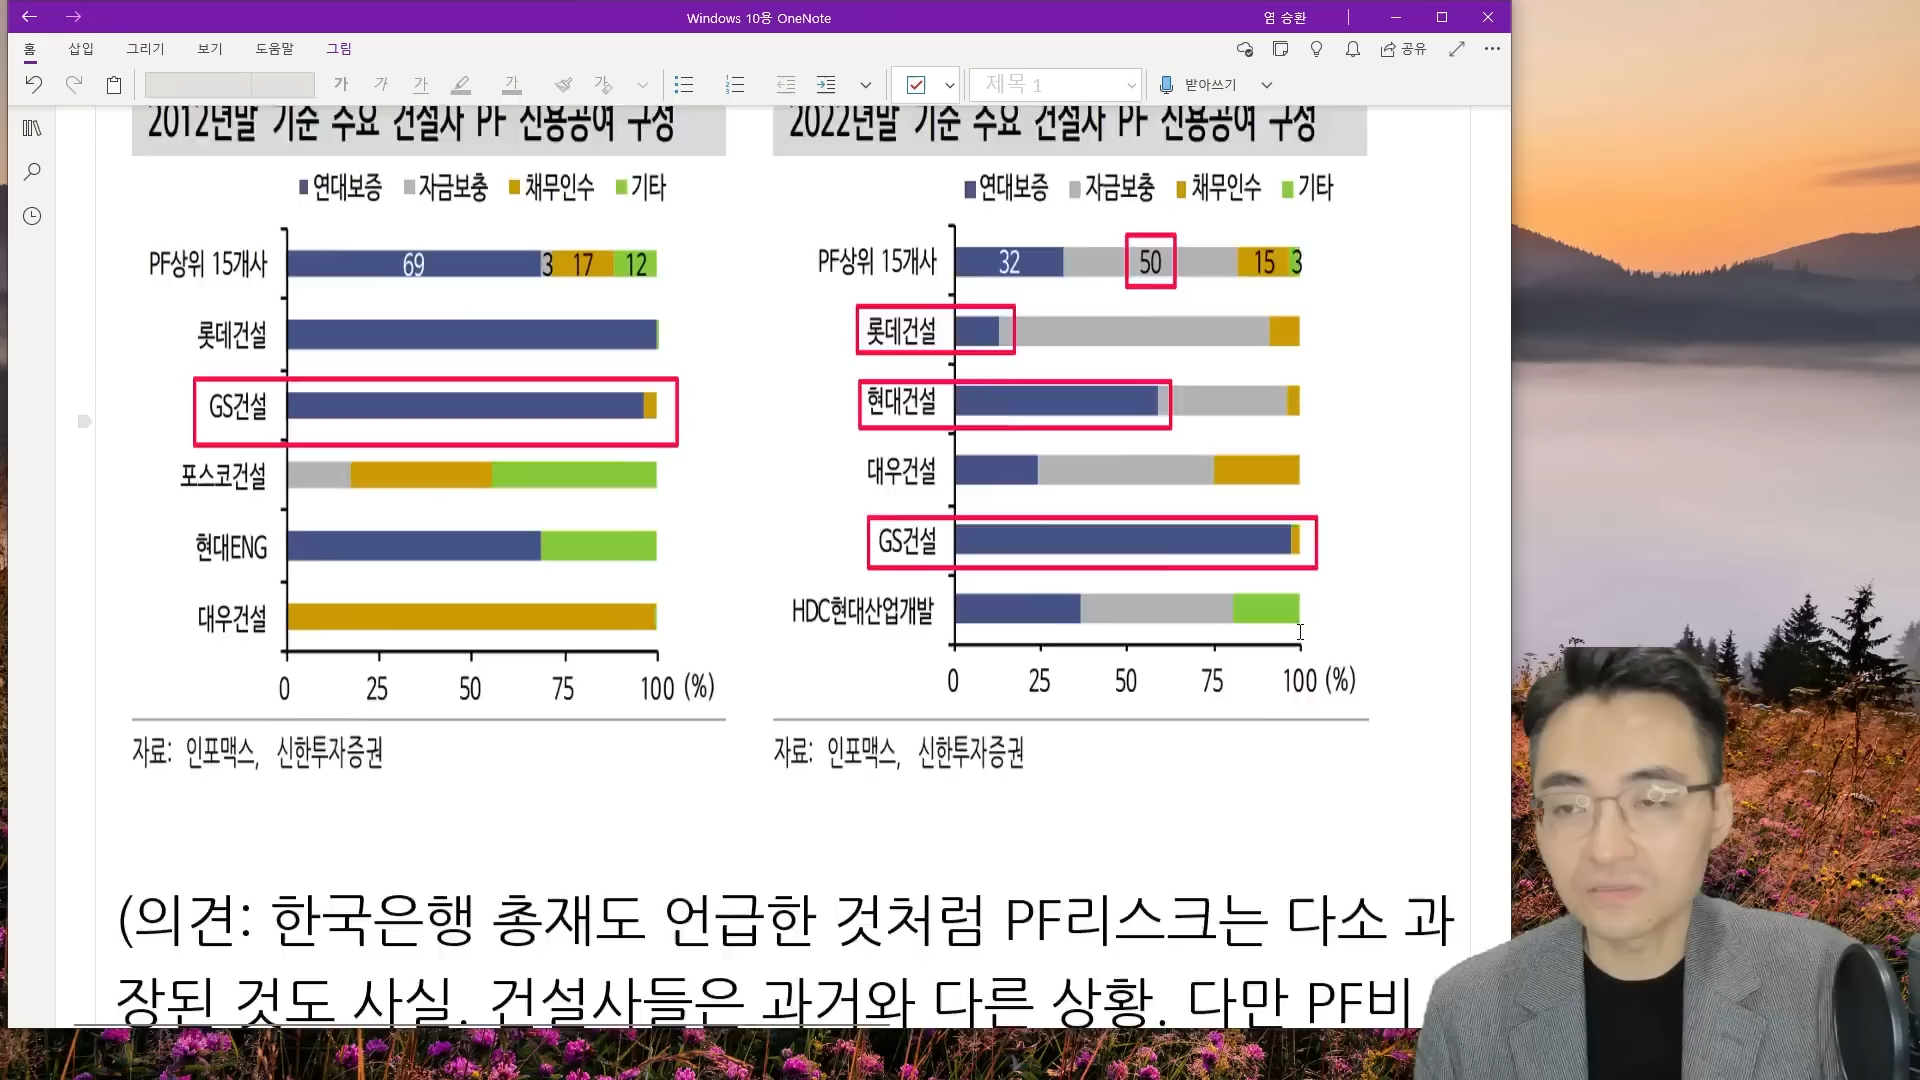 Windows 10용 OneNote
염 승환
홈 삽입 그리기 보기 도움말 그림
공유
가 가 가 가 가
제목 1
받아쓰기
2012년말 기준 주요 건설사 PF 신용공여 구성
연대보증 자금보충 채무인수 기타
PF상위 15개사 69 3 17 12
롯데건설
GS건설
포스코건설
현대ENG
대우건설
0 25 50 75 100 (%)
자료: 인포맥스, 신한투자증권
2022년말 기준 주요 건설사 PF 신용공여 구성
연대보증 자금보충 채무인수 기타
PF상위 15개사 32 50 15 3
롯데건설
현대건설
대우건설
GS건설
HDC현대산업개발
0 25 50 75 100 (%)
자료: 인포맥스, 신한투자증권
(의견: 한국은행 총재도 언급한 것처럼 PF리스크는 다소 과
장된 것도 사실. 건설사들은 과거와 다른 상황. 다만 PF비